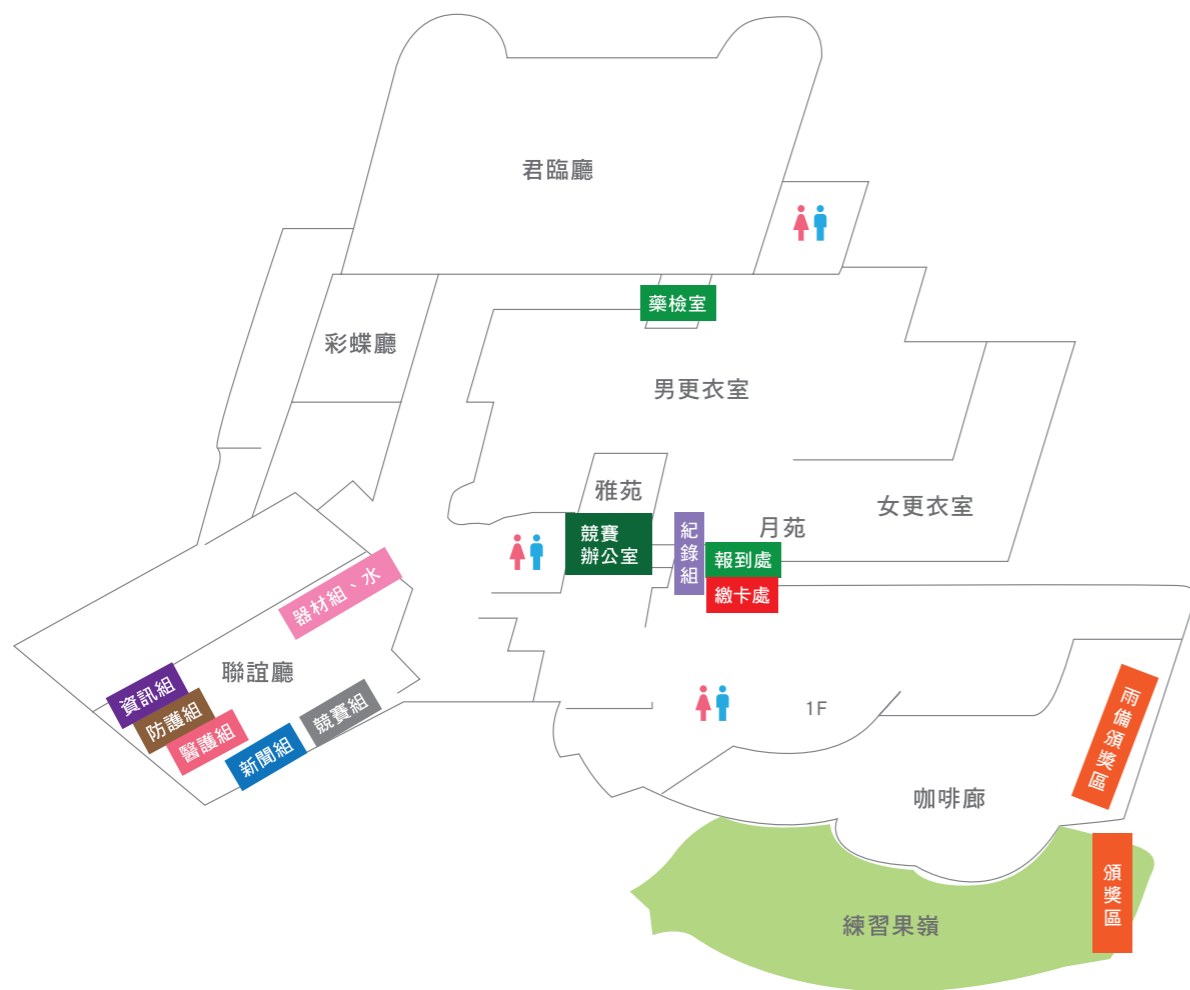 君臨廳
藥檢室
彩蝶廳
男更衣室
雅苑
女更衣室
月苑
競賽
辦公室
紀錄組
報到處
繳卡處
器材組、水
聯誼廳
資訊組
防護組
醫護組
新聞組
競賽組
1F
雨備頒獎區
咖啡廊
頒獎區
練習果嶺